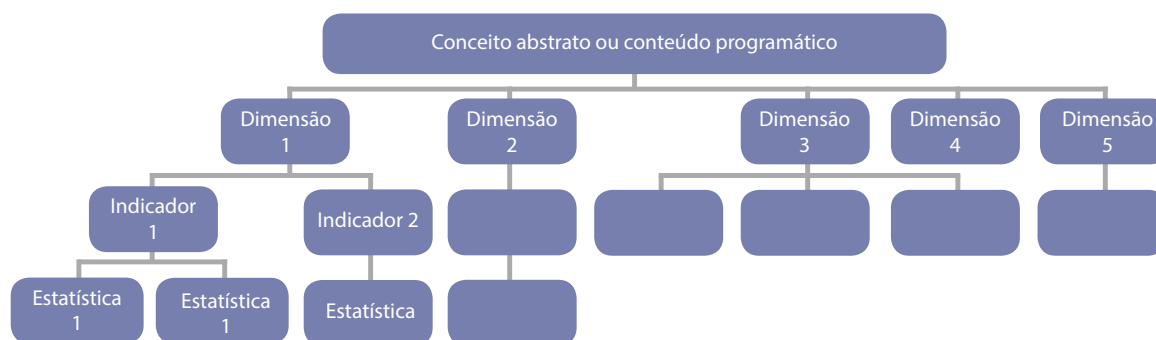 Conceito abstrato ou conteúdo programático
Dimensão
1
Dimensão
2
Dimensão
3
Dimensão
4
Dimensão
5
Indicador
1
Indicador 2
Estatística
1
Estatística
1
Estatística